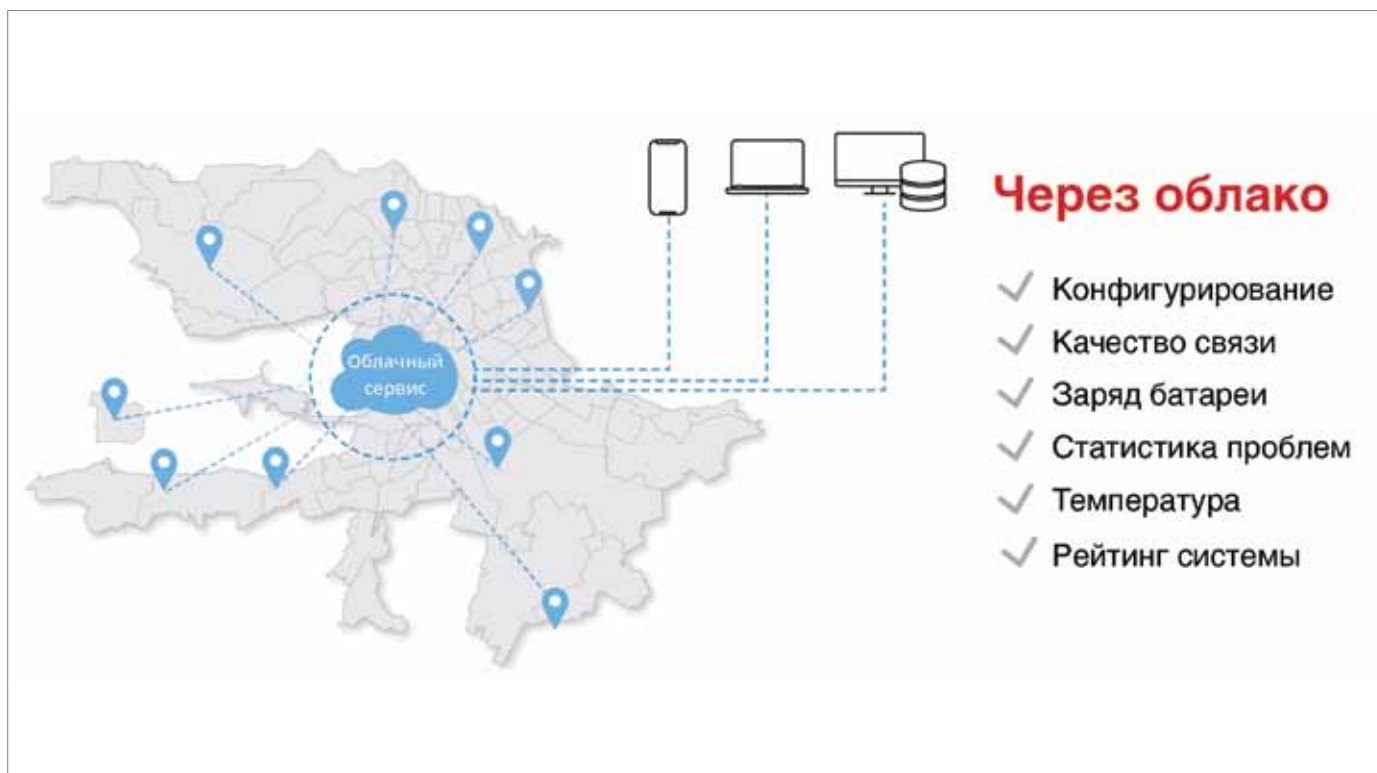 Через облако
Облачный
сервис
Конфигурирование
Качество связи
Заряд батареи
Статистика проблем
Температура
Рейтинг системы